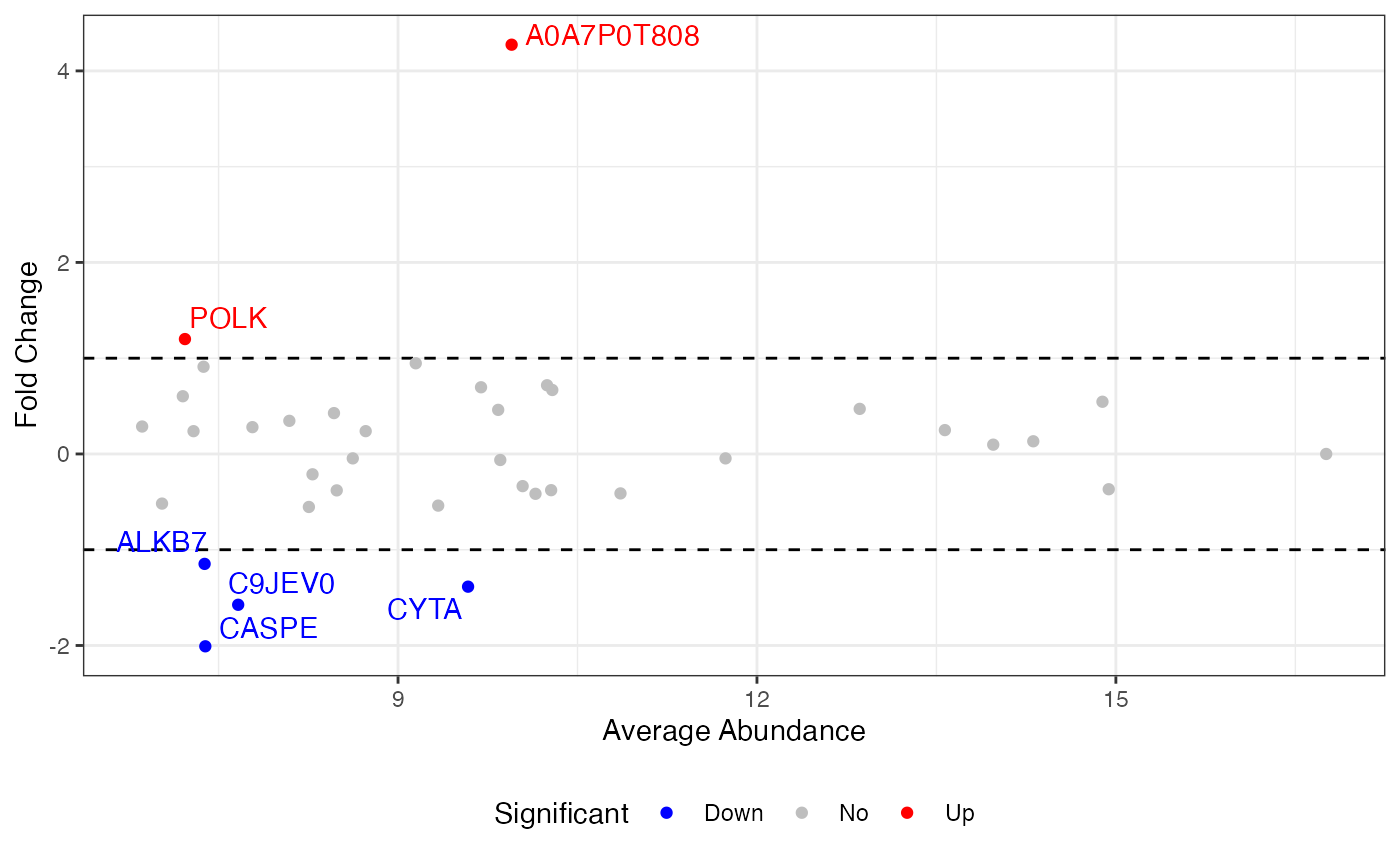 A0A7P0T808
4
2
POLK
0
ALKB7
C9JEV0
CYTA
CASPE
-2
Fold Change
9
12
15
Average Abundance
Significant Down No Up